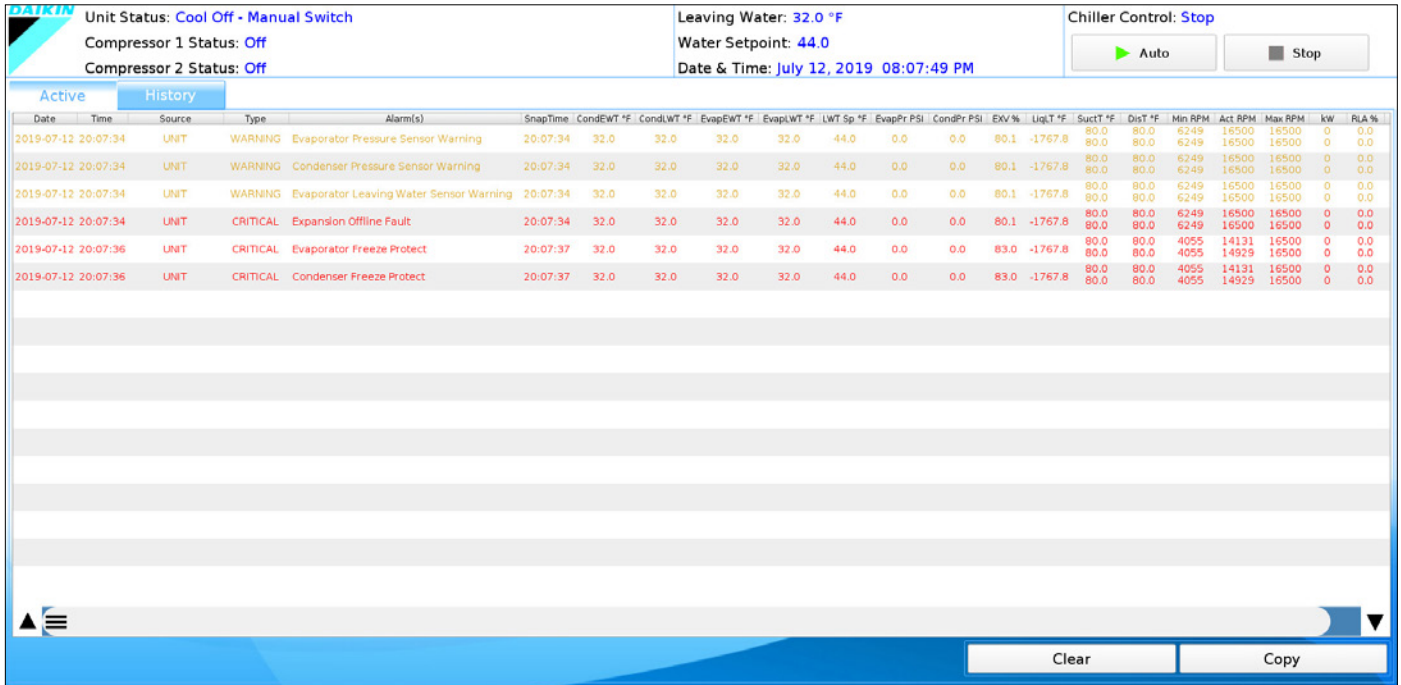 DAIKIN
Unit Status: Cool Off - Manual Switch
Compressor 1 Status: Off
Compressor 2 Status: Off
Leaving Water: 32.0 °F
Water Setpoint: 44.0
Date & Time: July 12, 2019 08:07:49 PM
Chiller Control: Stop
Auto Stop
Active History
Date Time Source Type Alarm(s) SnapTime CondEWT °F CondLWT °F EvapEWT °F EvapLWT °F LWT Sp °F EvapPr PSI CondPr PSI EXV % LiqLT °F SuctT °F DisT °F Min RPM Act RPM Max RPM kW RLA %
2019-07-12 20:07:34 UNIT WARNING Evaporator Pressure Sensor Warning 20:07:34 32.0 32.0 32.0 32.0 44.0 0.0 0.0 80.1 -1767.8 80.0 80.0 6249 16500 16500 0 0.0
80.0 80.0 6249 16500 16500 0 0.0
2019-07-12 20:07:34 UNIT WARNING Condenser Pressure Sensor Warning 20:07:34 32.0 32.0 32.0 32.0 44.0 0.0 0.0 80.1 -1767.8 80.0 80.0 6249 16500 16500 0 0.0
80.0 80.0 6249 16500 16500 0 0.0
2019-07-12 20:07:34 UNIT WARNING Evaporator Leaving Water Sensor Warning 20:07:34 32.0 32.0 32.0 32.0 44.0 0.0 0.0 80.1 -1767.8 80.0 80.0 6249 16500 16500 0 0.0
80.0 80.0 6249 16500 16500 0 0.0
2019-07-12 20:07:34 UNIT CRITICAL Expansion Offline Fault 20:07:34 32.0 32.0 32.0 32.0 44.0 0.0 0.0 80.1 -1767.8 80.0 80.0 6249 16500 16500 0 0.0
80.0 80.0 6249 16500 16500 0 0.0
2019-07-12 20:07:36 UNIT CRITICAL Evaporator Freeze Protect 20:07:37 32.0 32.0 32.0 32.0 44.0 0.0 0.0 83.0 -1767.8 80.0 80.0 4055 14131 16500 0 0.0
80.0 80.0 4055 14929 16500 0 0.0
2019-07-12 20:07:36 UNIT CRITICAL Condenser Freeze Protect 20:07:37 32.0 32.0 32.0 32.0 44.0 0.0 0.0 83.0 -1767.8 80.0 80.0 4055 14131 16500 0 0.0
80.0 80.0 4055 14929 16500 0 0.0
Clear Copy